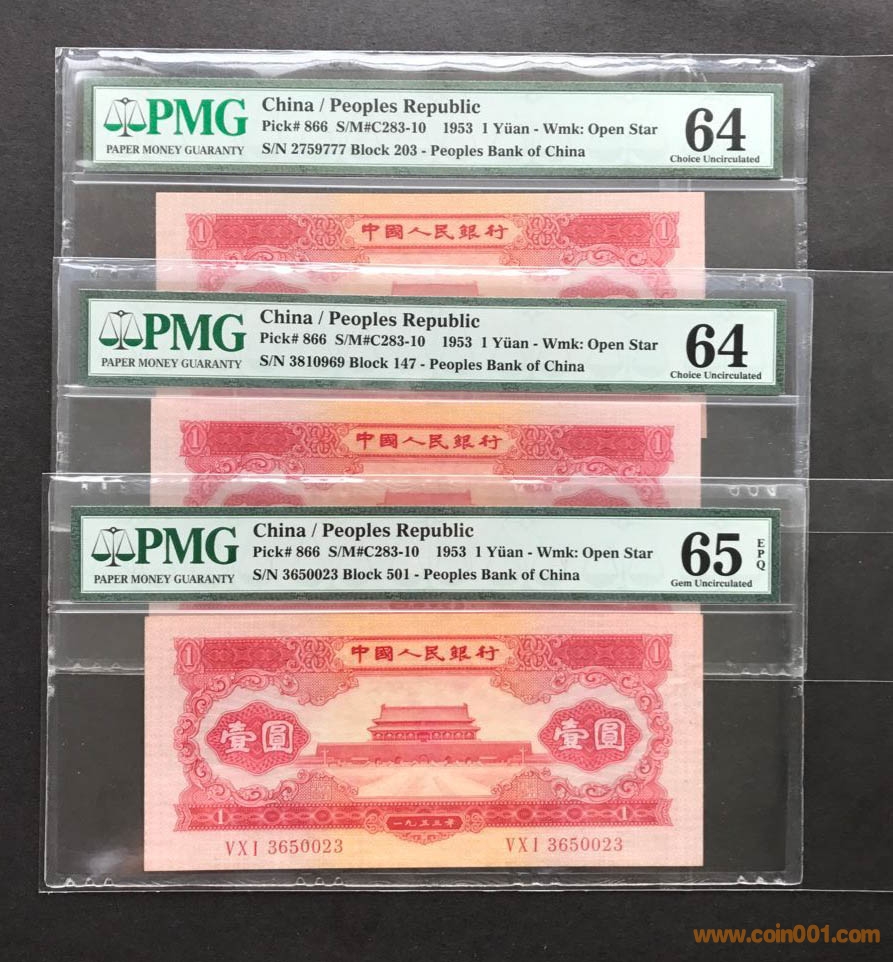 PMG
PAPER MONEY GUARANTY
China / Peoples Republic
Pick# 866 S/M#C283-10 1953 1 Yüan - Wmk: Open Star
S/N 2759777 Block 203 - Peoples Bank of China
64
Choice Uncirculated
1 中國人民銀行 1
PMG
PAPER MONEY GUARANTY
China / Peoples Republic
Pick# 866 S/M#C283-10 1953 1 Yüan - Wmk: Open Star
S/N 3810969 Block 147 - Peoples Bank of China
64
Choice Uncirculated
1 中國人民銀行 1
PMG
PAPER MONEY GUARANTY
China / Peoples Republic
Pick# 866 S/M#C283-10 1953 1 Yüan - Wmk: Open Star
S/N 3650023 Block 501 - Peoples Bank of China
65
EPQ
Gem Uncirculated
1 中國人民銀行 1
壹圓 壹圓
1 一九五三年 1
VXI 3650023 VXI 3650023
www.coin001.com